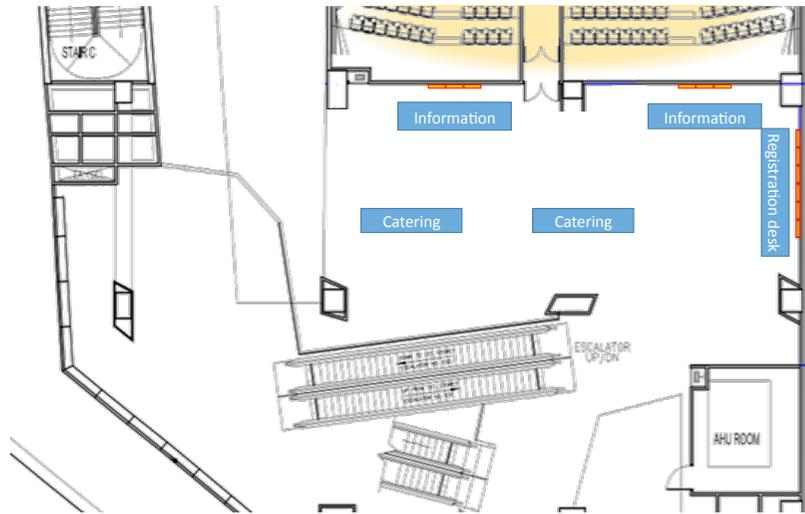 STAIR C
Information
Information
Registration desk
Catering
Catering
ESCALATOR
UP/DN
AHU ROOM